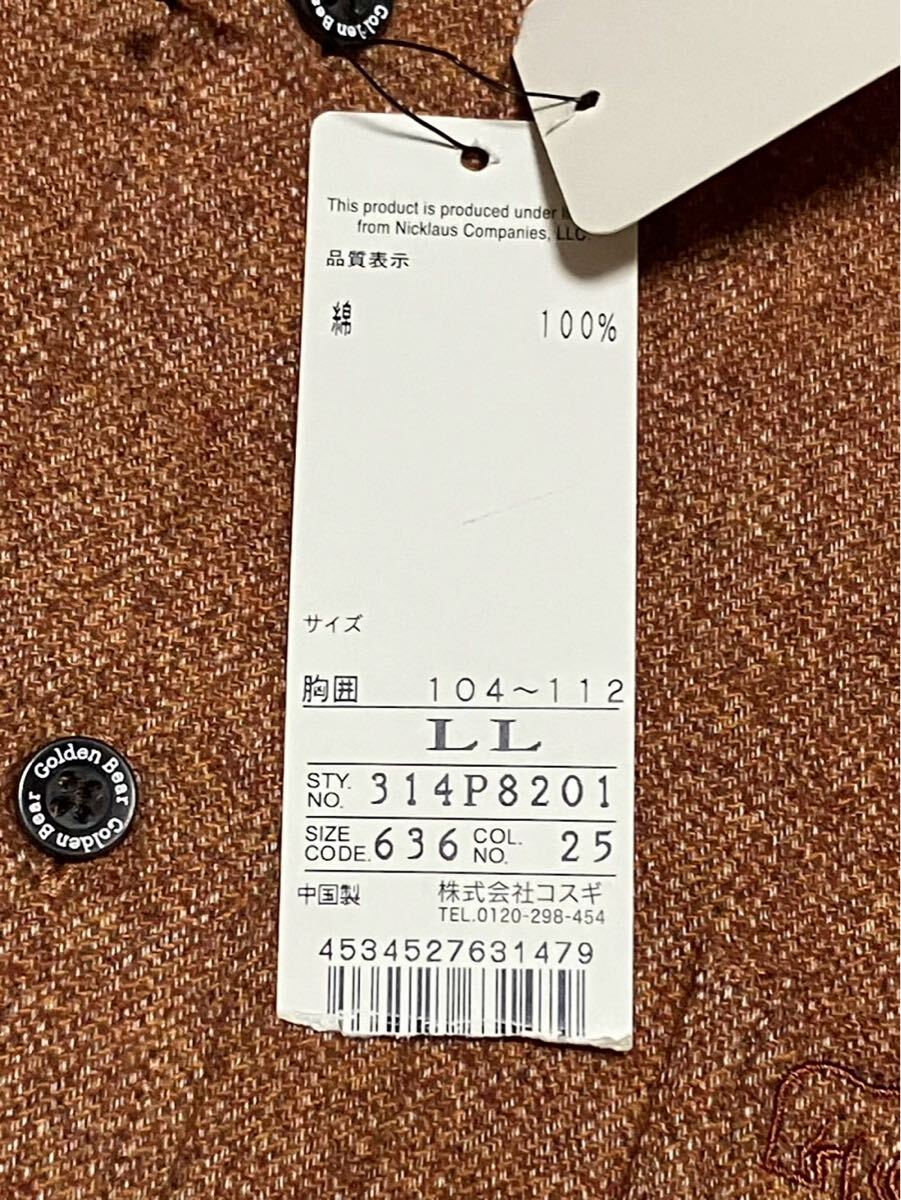 Golden Bear
This product is produced under
from Nicklaus Companies, LLC.
品質表示
綿 100%
サイズ
胸囲 104～112
LL
STY. NO. 314P8201
SIZE CODE. 636 COL. NO. 25
中国製 株式会社コスギ
TEL.0120-298-454
4534527631479
Golden Bear Golden Bear